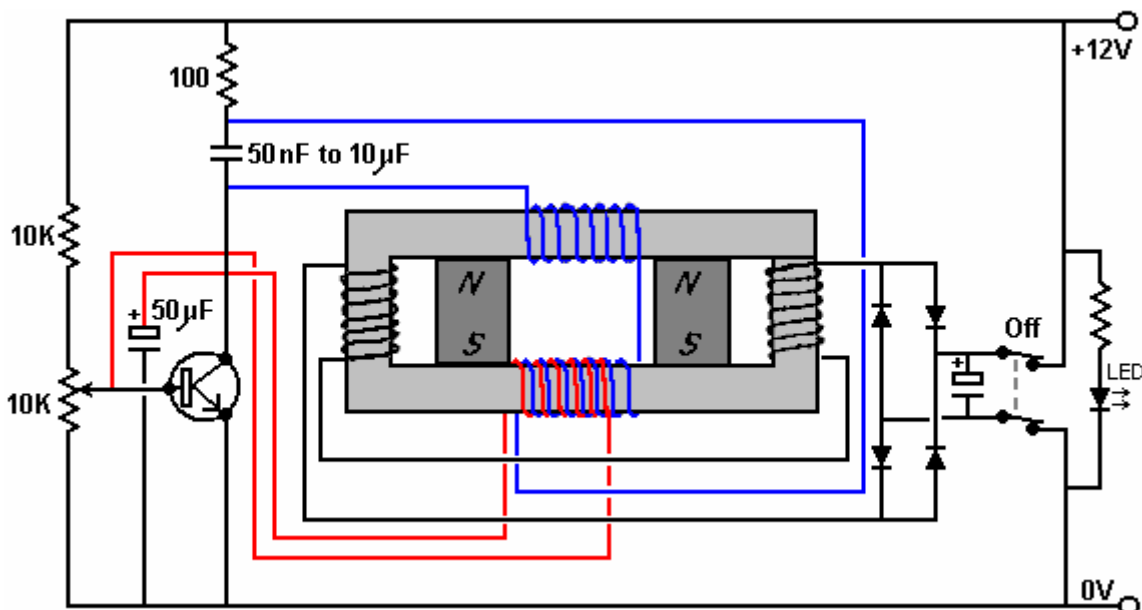 +12V
100
50nF to 10µF
10K
N
N
50µF
+
S
S
Off
+
LED
10K
0V